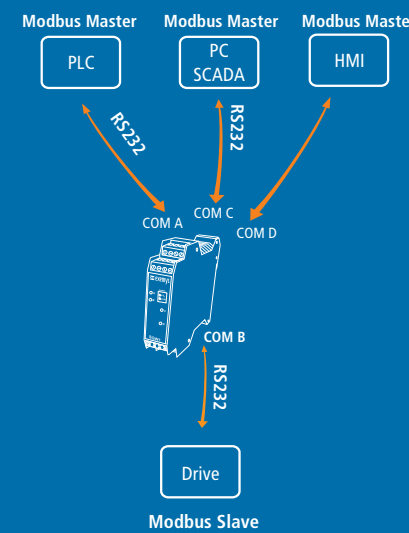 Modbus Master
Modbus Master
Modbus Maste
PLC
PC
SCADA
HMI
RS232
RS232
COM A
COM C
COM D
COM B
RS232
Drive
Modbus Slave